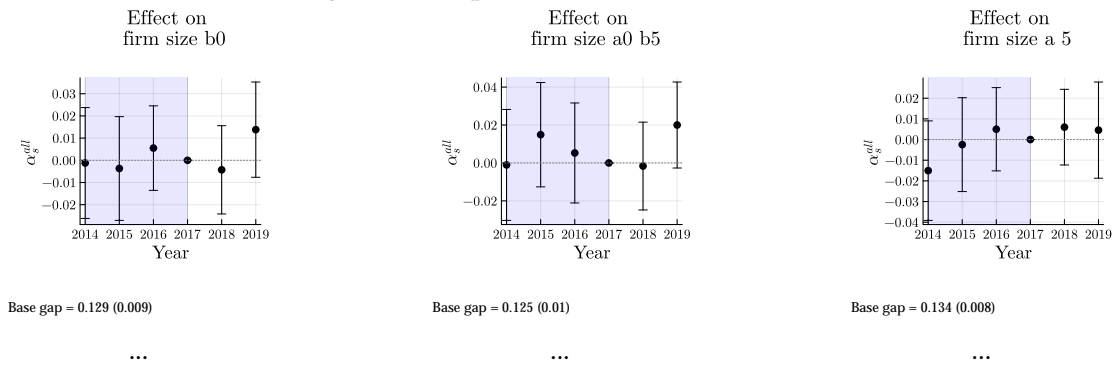 Effect on
firm size b0
0.03
0.02
0.01
0.00
−0.01
−0.02
α_s^{all}
2014 2015 2016 2017 2018 2019
Year
Base gap = 0.129 (0.009)
...
Effect on
firm size a0 b5
0.04
0.02
0.00
−0.02
α_s^{all}
2014 2015 2016 2017 2018 2019
Year
Base gap = 0.125 (0.01)
...
Effect on
firm size a 5
0.02
0.01
0.00
−0.01
−0.02
−0.03
−0.04
α_s^{all}
2014 2015 2016 2017 2018 2019
Year
Base gap = 0.134 (0.008)
...